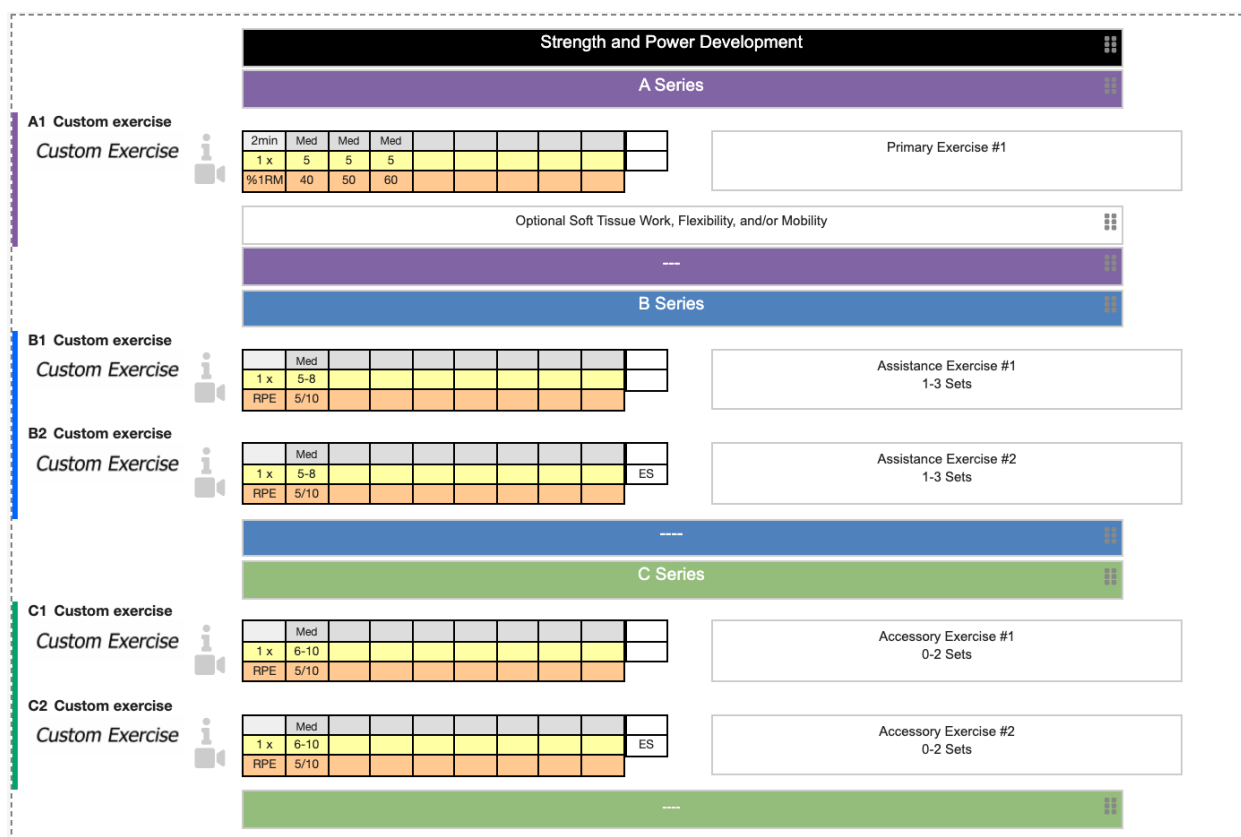 Strength and Power Development
A Series
A1 Custom exercise
Custom Exercise
2min Med Med Med
1 x 5 5 5
%1RM 40 50 60
Primary Exercise #1
Optional Soft Tissue Work, Flexibility, and/or Mobility
---
B Series
B1 Custom exercise
Custom Exercise
Med
1 x 5-8
RPE 5/10
Assistance Exercise #1
1-3 Sets
B2 Custom exercise
Custom Exercise
Med
1 x 5-8 ES
RPE 5/10
Assistance Exercise #2
1-3 Sets
----
C Series
C1 Custom exercise
Custom Exercise
Med
1 x 6-10
RPE 5/10
Accessory Exercise #1
0-2 Sets
C2 Custom exercise
Custom Exercise
Med
1 x 6-10 ES
RPE 5/10
Accessory Exercise #2
0-2 Sets
----